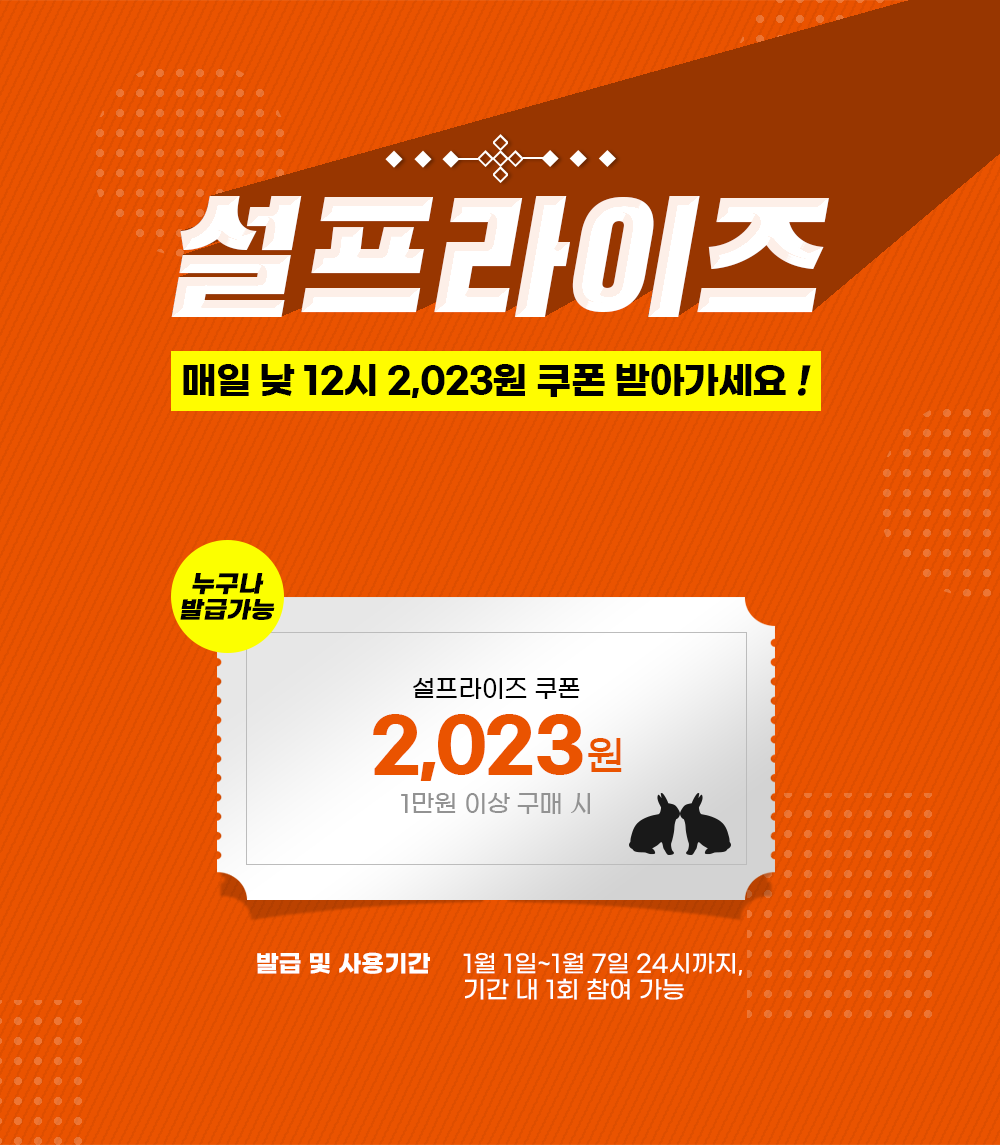 설프라이즈
매일 낮 12시 2,023원 쿠폰 받아가세요 !
누구나
발급가능
설프라이즈 쿠폰
2,023원
1만원 이상 구매 시
발급 및 사용기간 1월 1일~1월 7일 24시까지,
기간 내 1회 참여 가능